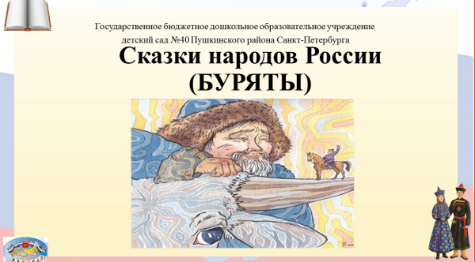 Государственное бюджетное дошкольное образовательное учреждение
детский сад №40 Пушкинского района Санкт-Петербурга
Сказки народов России
(БУРЯТЫ)